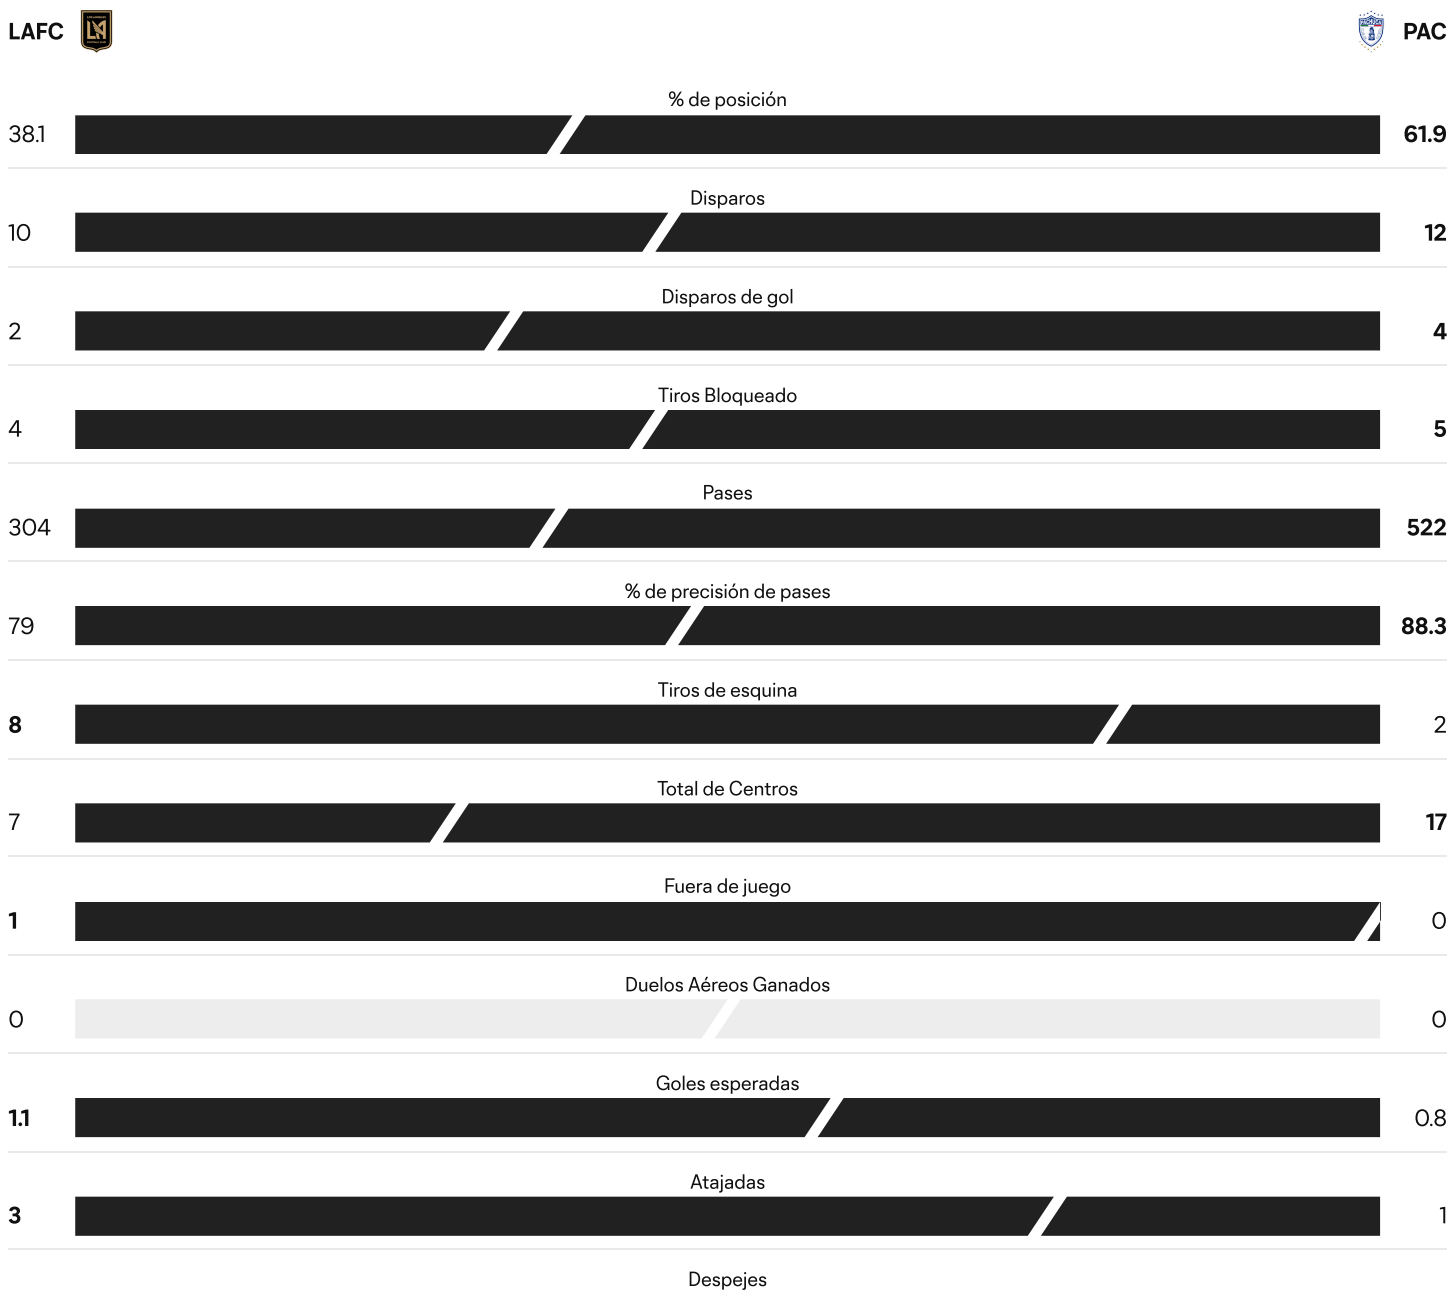 LAFC PAC
% de posición
38.1 61.9
Disparos
10 12
Disparos de gol
2 4
Tiros Bloqueado
4 5
Pases
304 522
% de precisión de pases
79 88.3
Tiros de esquina
8 2
Total de Centros
7 17
Fuera de juego
1 0
Duelos Aéreos Ganados
0 0
Goles esperadas
1.1 0.8
Atajadas
3 1
Despejes